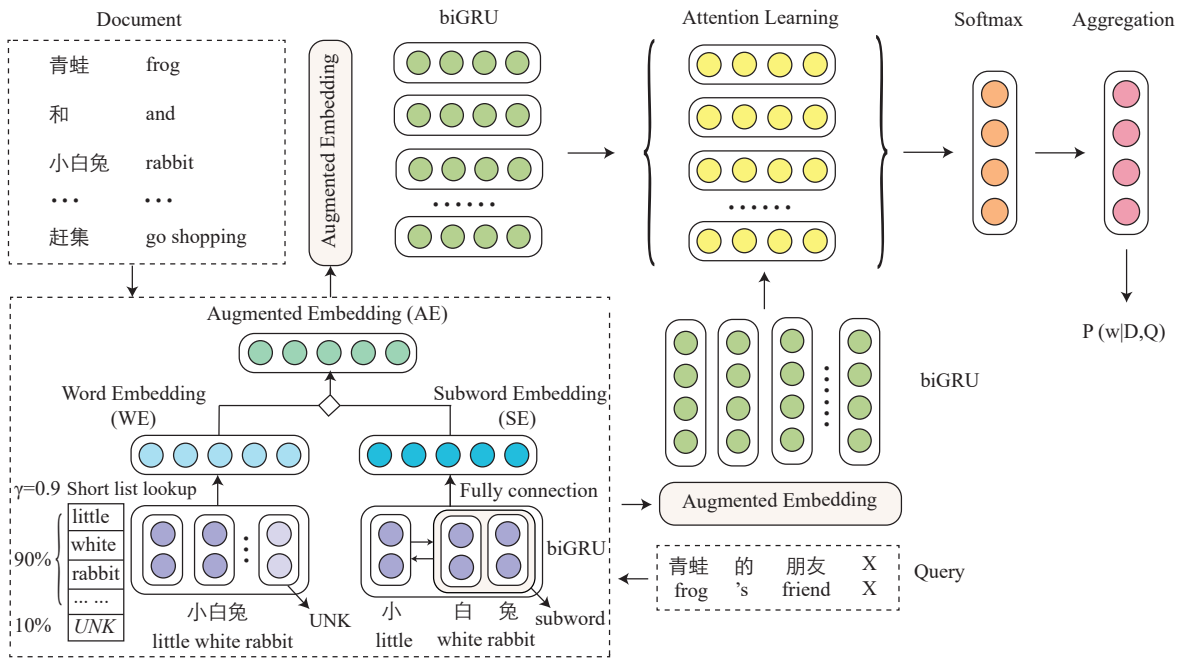 Document
biGRU
Attention Learning
Softmax
Aggregation
青蛙 frog
和 and
小白兔 rabbit
... ...
赶集 go shopping
Augmented Embedding
......
......
P (w|D,Q)
Augmented Embedding (AE)
Word Embedding
(WE)
Subword Embedding
(SE)
biGRU
γ=0.9 Short list lookup
Fully connection
little
white
90%
rabbit
... ...
10%
UNK
小白兔
little white rabbit
UNK
biGRU
小 白 兔
little white rabbit
subword
Augmented Embedding
青蛙 的 朋友 X
frog 's friend X
Query